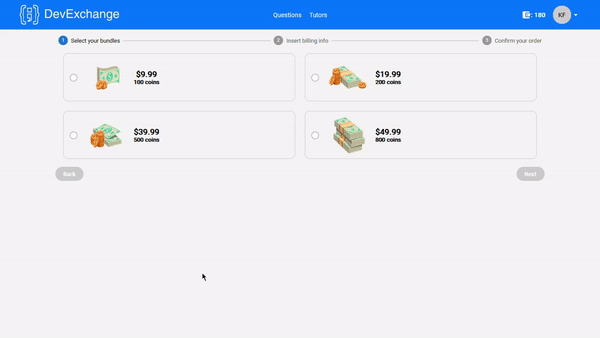 DevExchange
Questions Tutors
: 180
KF
1 Select your bundles
2 Insert billing info
3 Confirm your order
$9.99
100 coins
$19.99
200 coins
$39.99
500 coins
$49.99
800 coins
Back
Next